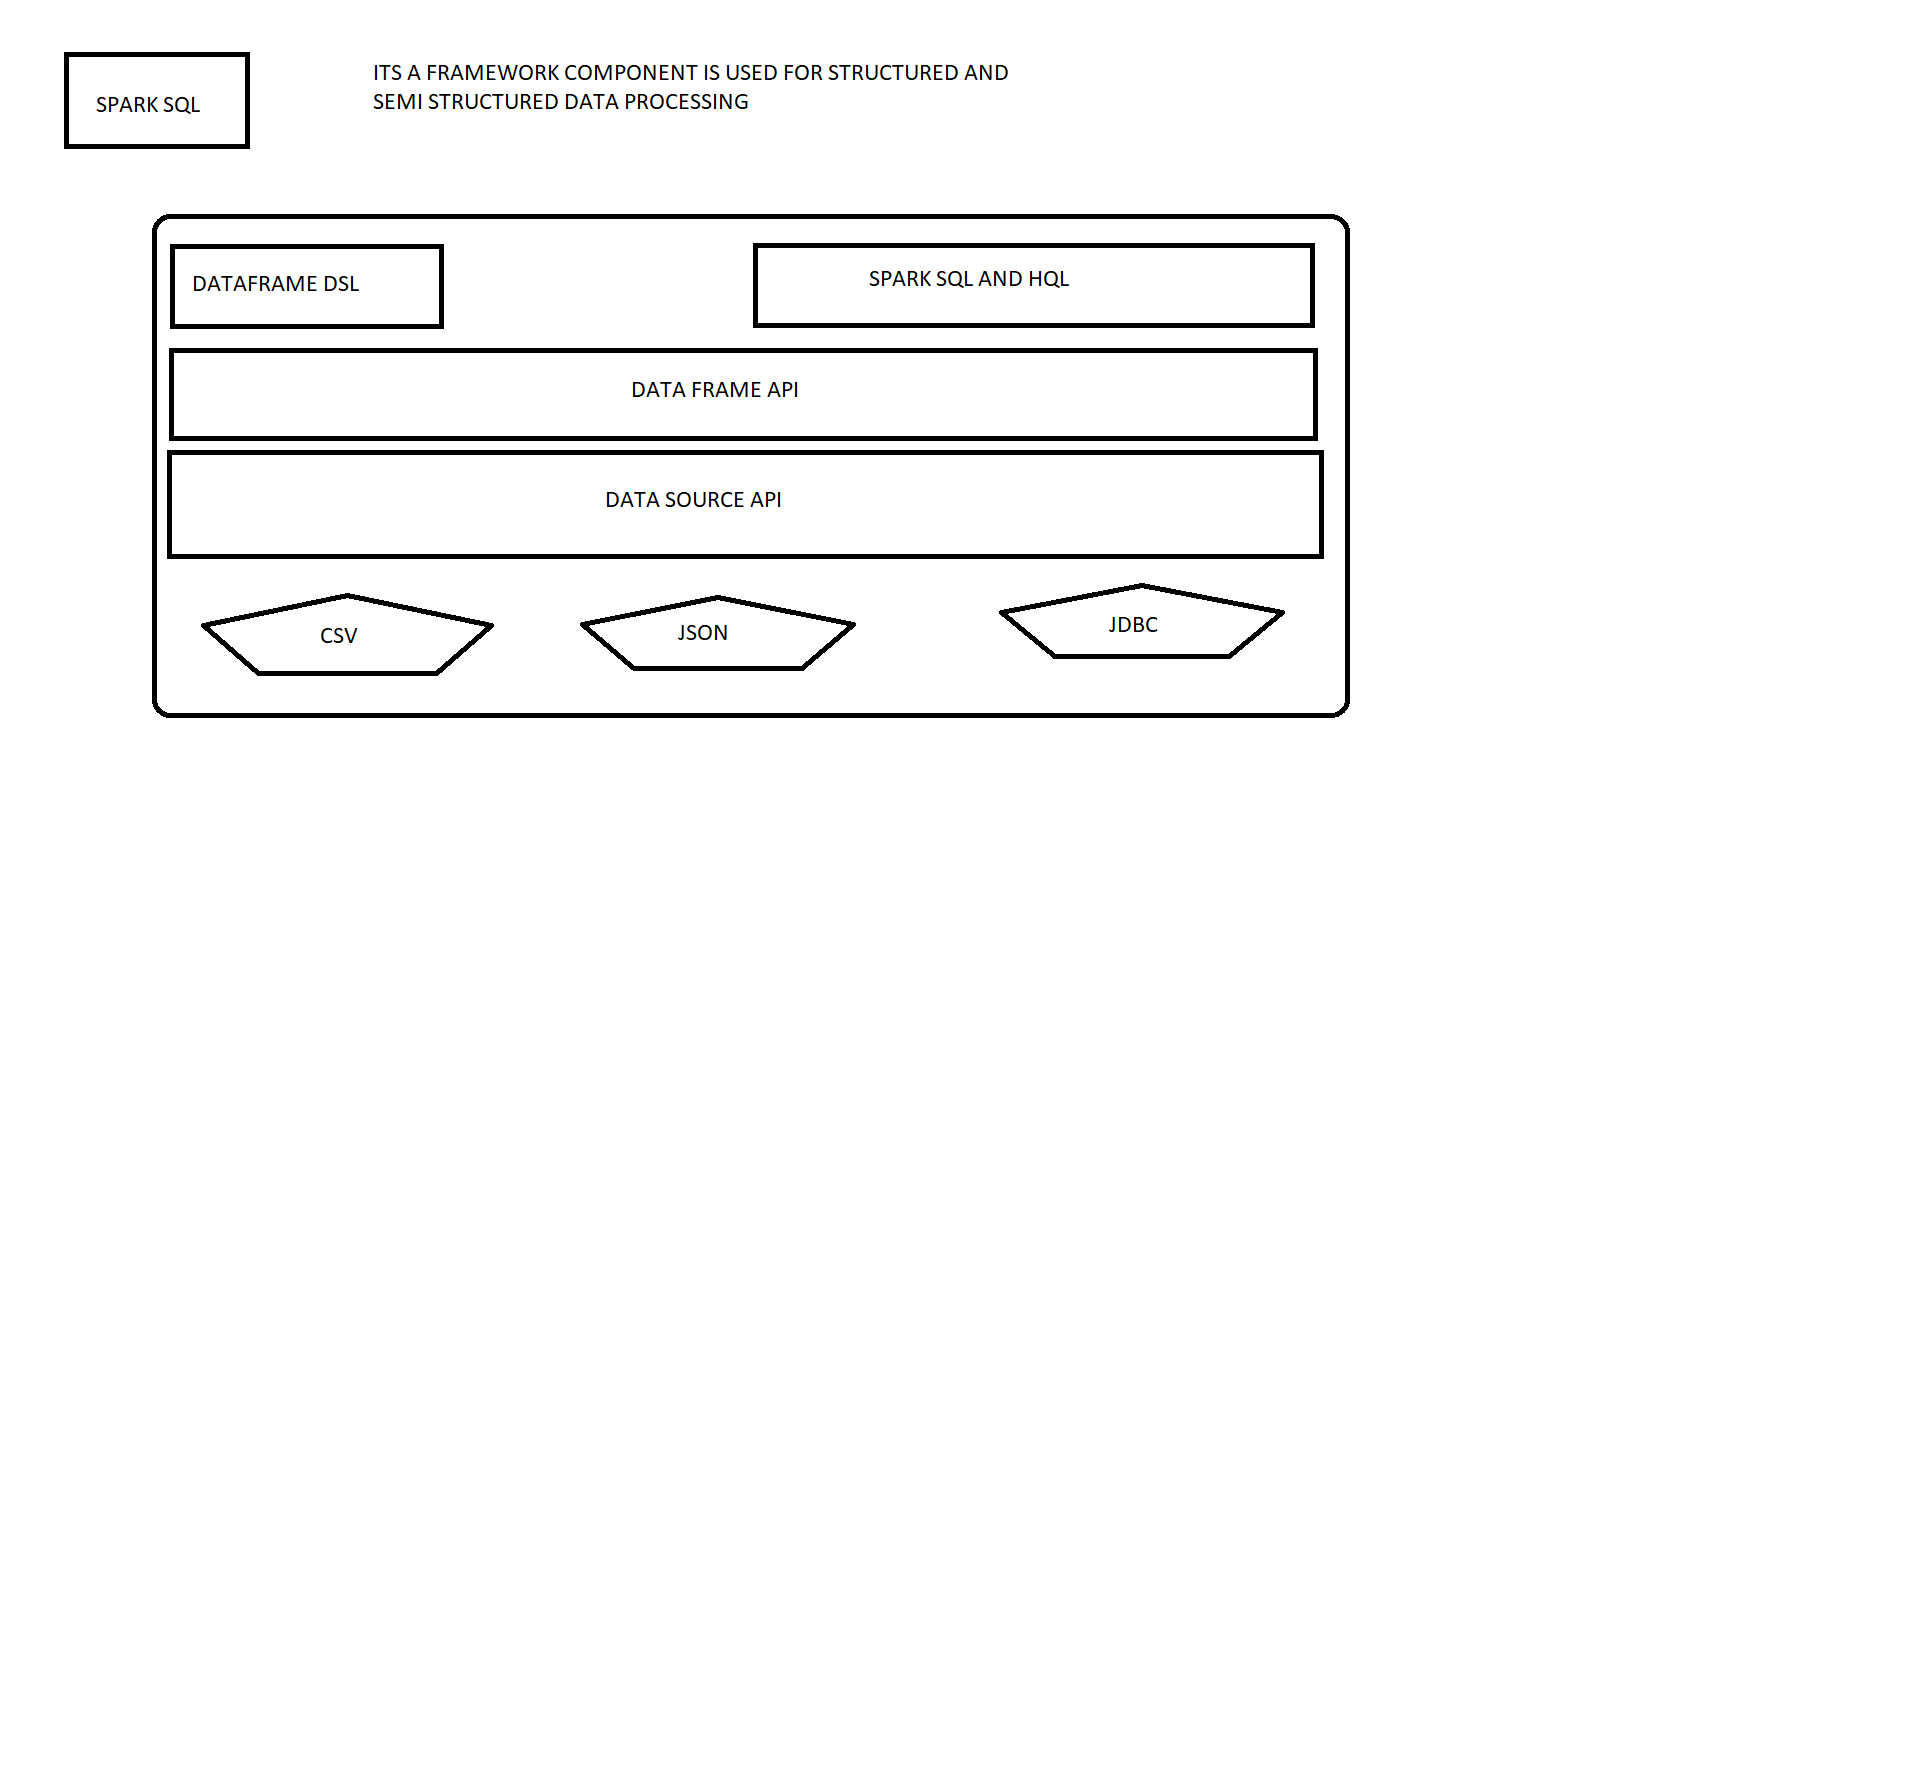 SPARK SQL
ITS A FRAMEWORK COMPONENT IS USED FOR STRUCTURED AND
SEMI STRUCTURED DATA PROCESSING
DATAFRAME DSL
SPARK SQL AND HQL
DATA FRAME API
DATA SOURCE API
CSV
JSON
JDBC